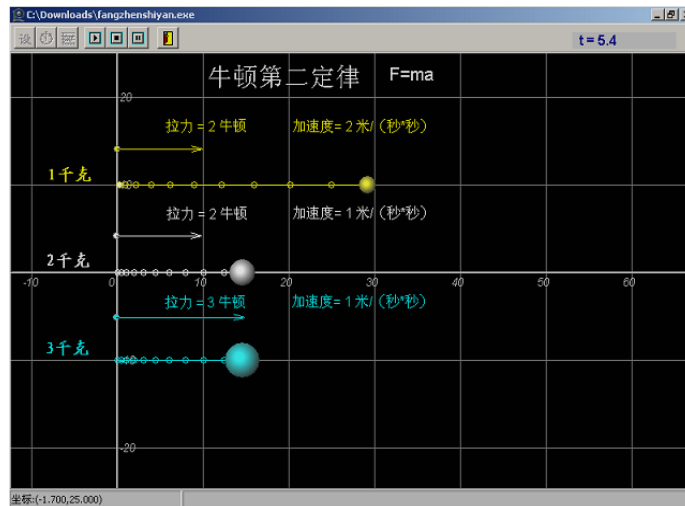 C:\Downloads\fangzhenshiyan.exe
设
t = 5.4
牛顿第二定律 F=ma
20
拉力 = 2 牛顿 加速度= 2 米/（秒*秒）
1千克
拉力 = 2 牛顿 加速度= 1 米/（秒*秒）
2千克
-10 0 10 20 30 40 50 60
拉力 = 3 牛顿 加速度= 1 米/（秒*秒）
3千克
-20
坐标:(-1.700,25.000)